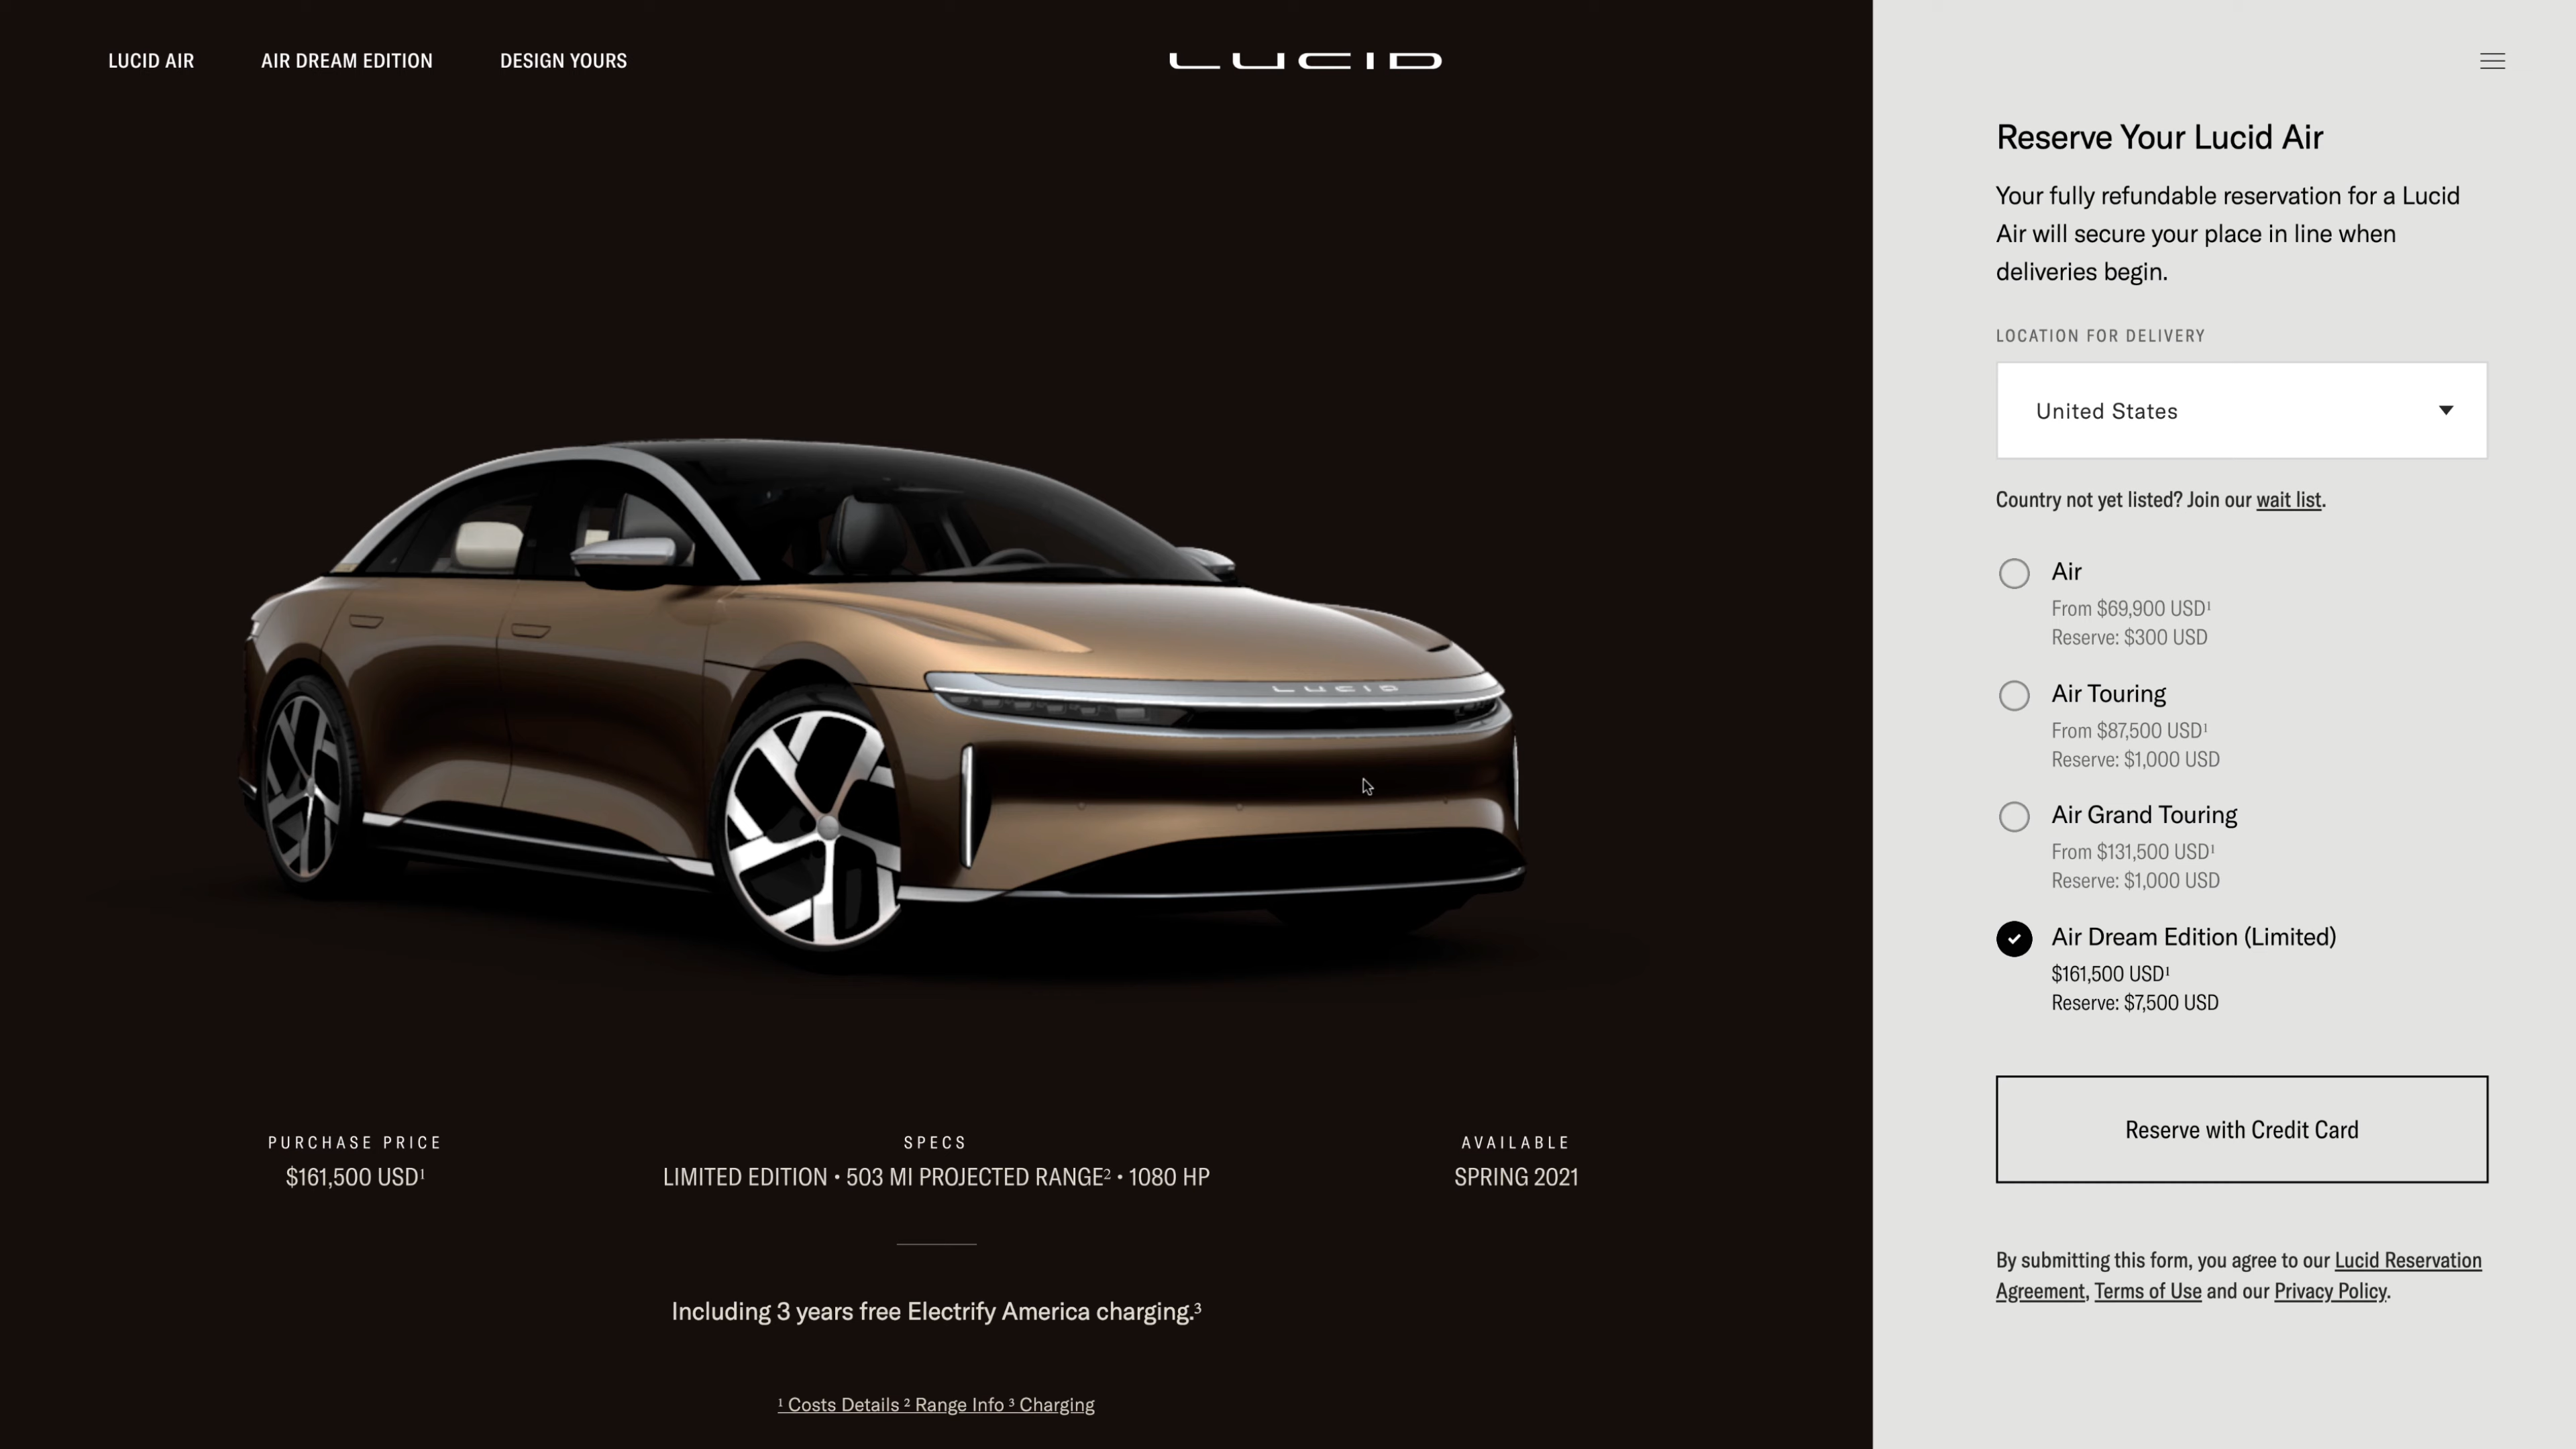 LUCID AIR
AIR DREAM EDITION
DESIGN YOURS
LUCID
LUCID
PURCHASE PRICE
$161,500 USD¹
SPECS
LIMITED EDITION • 503 MI PROJECTED RANGE² • 1080 HP
AVAILABLE
SPRING 2021
Including 3 years free Electrify America charging.³
¹ Costs Details ² Range Info ³ Charging
Reserve Your Lucid Air
Your fully refundable reservation for a Lucid
Air will secure your place in line when
deliveries begin.
LOCATION FOR DELIVERY
United States
Country not yet listed? Join our wait list.
Air
From $69,900 USD¹
Reserve: $300 USD
Air Touring
From $87,500 USD¹
Reserve: $1,000 USD
Air Grand Touring
From $131,500 USD¹
Reserve: $1,000 USD
Air Dream Edition (Limited)
$161,500 USD¹
Reserve: $7,500 USD
Reserve with Credit Card
By submitting this form, you agree to our Lucid Reservation
Agreement, Terms of Use and our Privacy Policy.